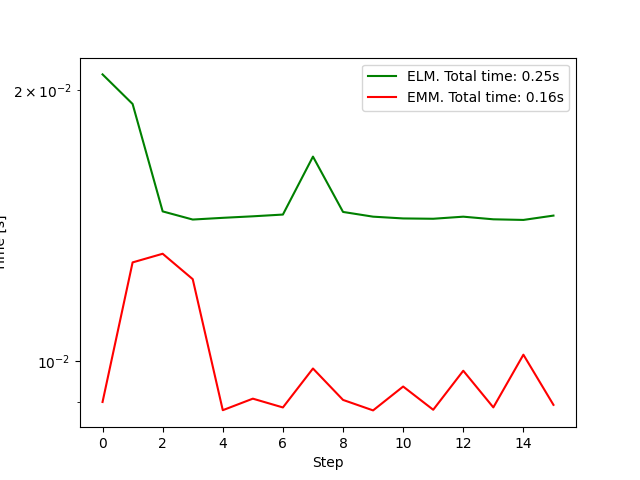 ELM. Total time: 0.25s
EMM. Total time: 0.16s
2 × 10⁻²
10⁻²
[s]
0 2 4 6 8 10 12 14
Step